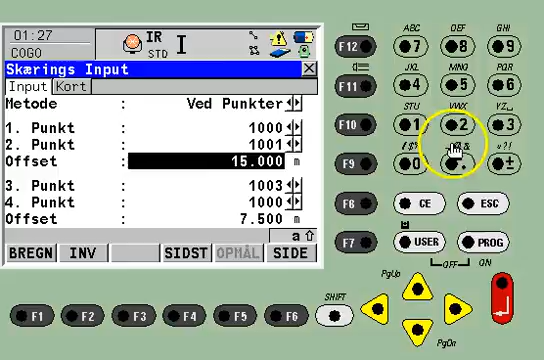 01:27
COGO
IR
STD
I
Skærings Input
Input Kort
Metode : Ved Punkter
1. Punkt : 1000
2. Punkt : 1001
Offset : 15.000 m
3. Punkt : 1003
4. Punkt : 1000
Offset : 7.500 m
a
BREGN INV SIDST OPMÅL SIDE
F12 ABC 7 DEF 8 GHI 9
F11 JKL 4 MNO 5 PQR 6
F10 STU 1 VWX 2 YZ 3
F9 0 . ±
F8 CE ESC
F7 USER PROG
OFF ON
PgUp
SHIFT
F1 F2 F3 F4 F5 F6
PgDn